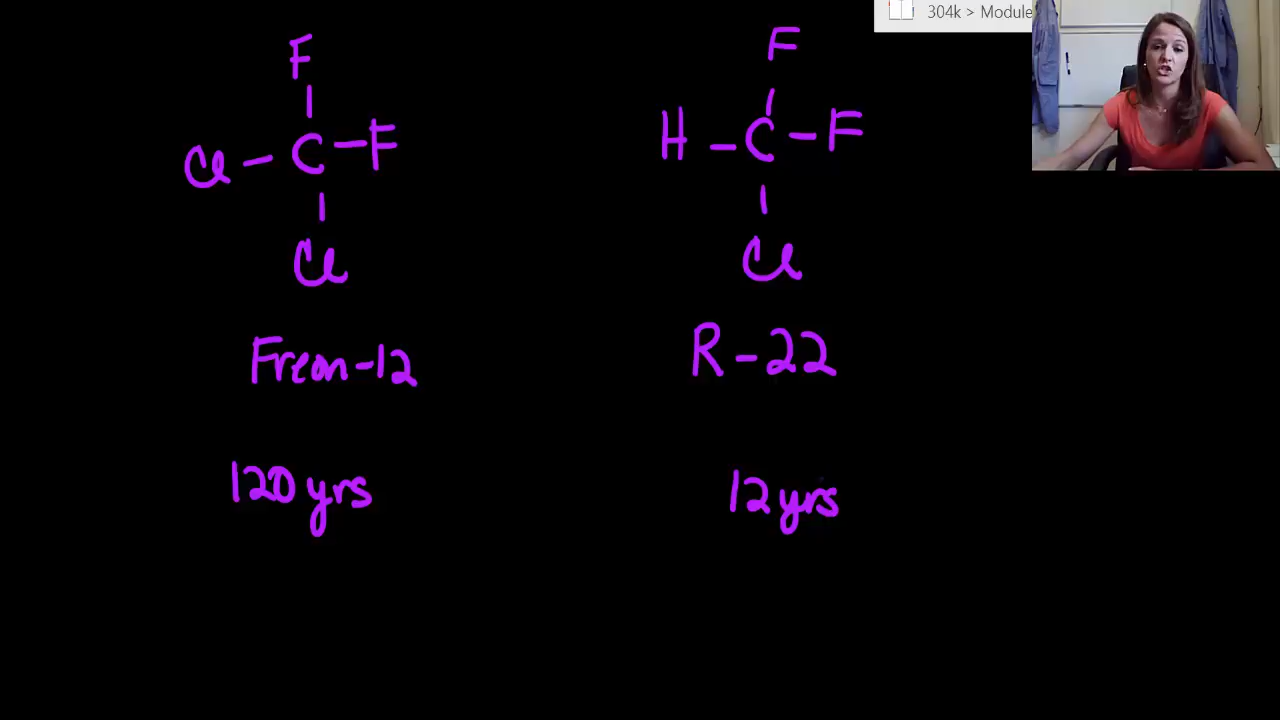 304k > Module
F
F
Cl - C - F
H - C - F
Cl
Cl
Freon-12
R-22
120 yrs
12 yrs